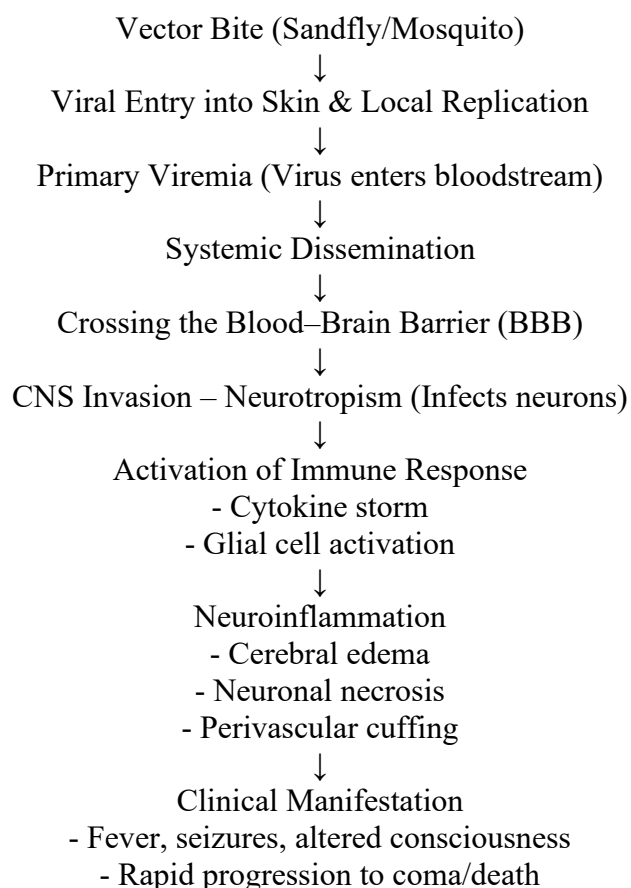 Vector Bite (Sandfly/Mosquito)
↓
Viral Entry into Skin & Local Replication
↓
Primary Viremia (Virus enters bloodstream)
↓
Systemic Dissemination
↓
Crossing the Blood–Brain Barrier (BBB)
↓
CNS Invasion – Neurotropism (Infects neurons)
↓
Activation of Immune Response
- Cytokine storm
- Glial cell activation
↓
Neuroinflammation
- Cerebral edema
- Neuronal necrosis
- Perivascular cuffing
↓
Clinical Manifestation
- Fever, seizures, altered consciousness
- Rapid progression to coma/death